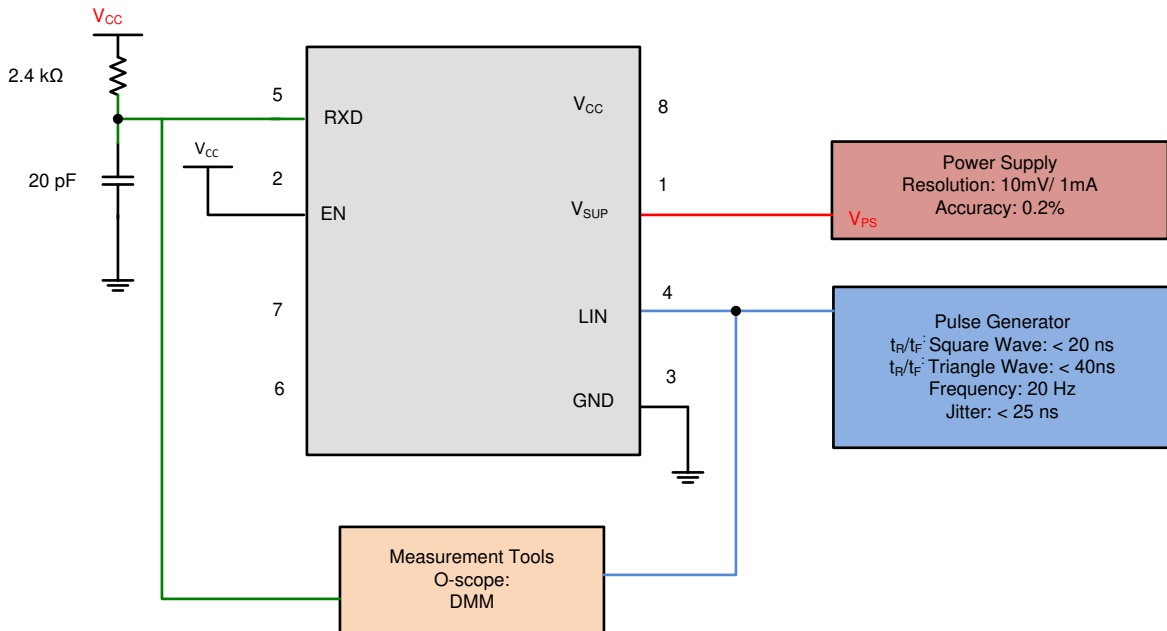 VCC
2.4 kΩ
20 pF
VCC
5
2
7
6
RXD
EN
VCC
VSUP
LIN
GND
8
1
4
3
Power Supply
Resolution: 10mV/ 1mA
Accuracy: 0.2%
VPS
Pulse Generator
tR/tF: Square Wave: < 20 ns
tR/tF: Triangle Wave: < 40ns
Frequency: 20 Hz
Jitter: < 25 ns
Measurement Tools
O-scope:
DMM